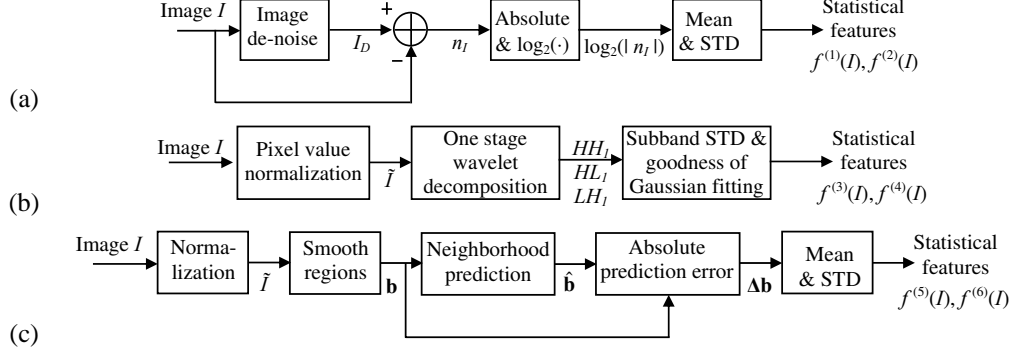 Image I
Image
de-noise
I_D
+
−
n_I
Absolute
& log₂(·)
log₂(| n_I |)
Mean
& STD
Statistical
features
f⁽¹⁾(I), f⁽²⁾(I)
(a)
Image I
Pixel value
normalization
Ĩ
One stage
wavelet
decomposition
HH₁
HL₁
LH₁
Subband STD &
goodness of
Gaussian fitting
Statistical
features
f⁽³⁾(I), f⁽⁴⁾(I)
(b)
Image I
Norma-
lization
Ĩ
Smooth
regions
b
Neighborhood
prediction
b̂
Absolute
prediction error
Δb
Mean
& STD
Statistical
features
f⁽⁵⁾(I), f⁽⁶⁾(I)
(c)